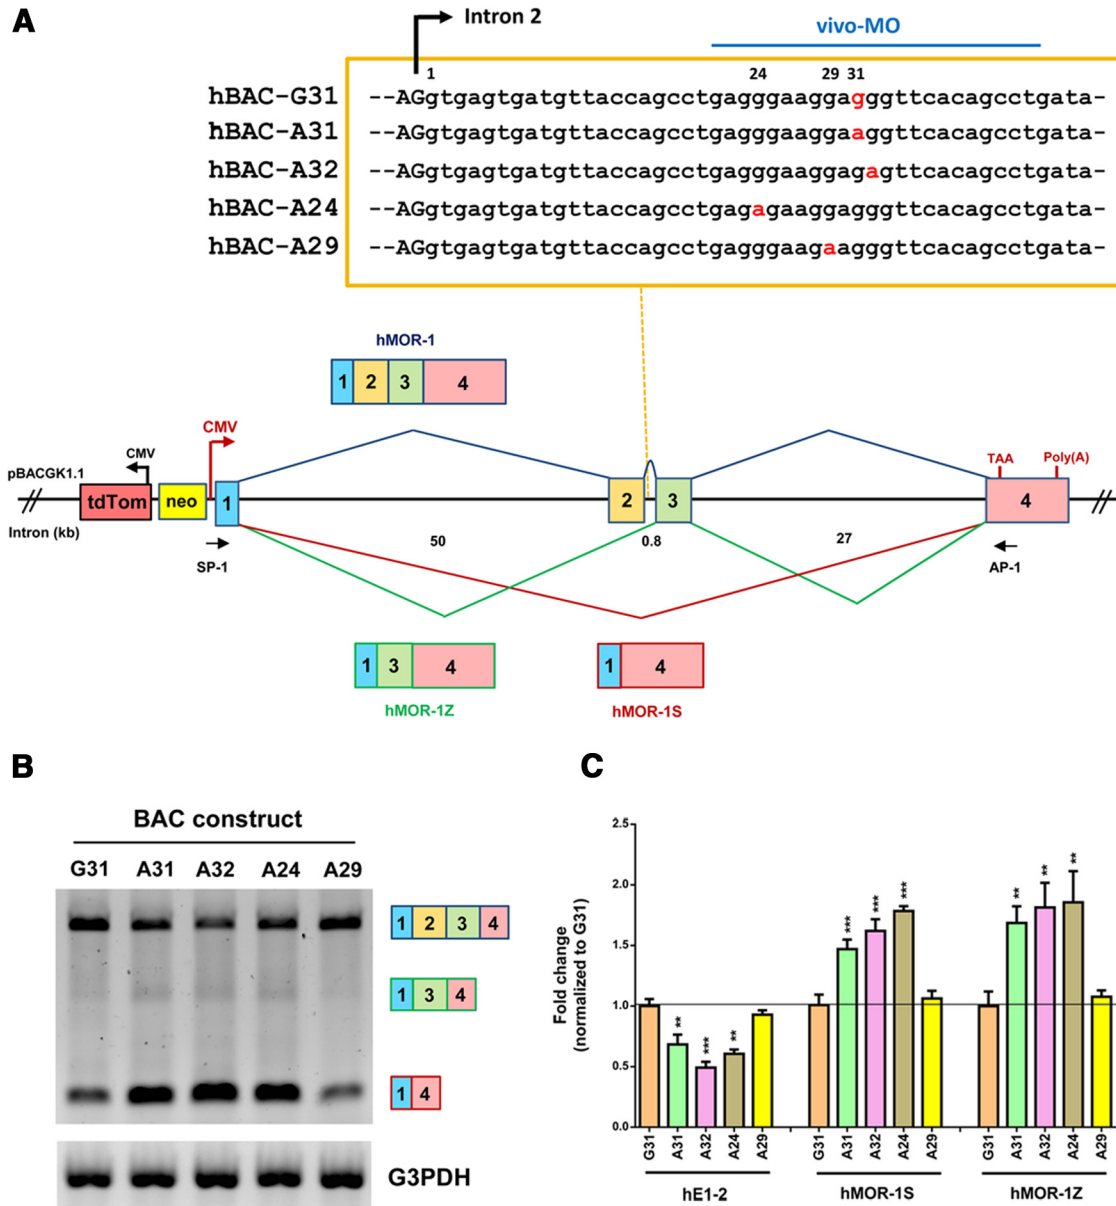 A
Intron 2
vivo-MO
1 24 29 31
hBAC-G31 --AGgtgagtgatgttaccagcctgagggaaggagggttcacagcctgata-
hBAC-A31 --AGgtgagtgatgttaccagcctgagggaaggaaggttcacagcctgata-
hBAC-A32 --AGgtgagtgatgttaccagcctgagggaaggagagttcacagcctgata-
hBAC-A24 --AGgtgagtgatgttaccagcctgagagaaggagggttcacagcctgata-
hBAC-A29 --AGgtgagtgatgttaccagcctgagggaagaagggttcacagcctgata-
hMOR-1
1 2 3 4
CMV
CMV
pBACGK1.1
TAA Poly(A)
tdTom neo 1 2 3 4
Intron (kb)
50 0.8 27
SP-1 AP-1
1 3 4
1 4
hMOR-1Z
hMOR-1S
B
BAC construct
G31 A31 A32 A24 A29
1 2 3 4
1 3 4
1 4
G3PDH
C
Fold change
(normalized to G31)
2.5
2.0
1.5
1.0
0.5
0.0
** *** **
*** *** ***
** ** **
G31 A31 A32 A24 A29 G31 A31 A32 A24 A29 G31 A31 A32 A24 A29
hE1-2 hMOR-1S hMOR-1Z